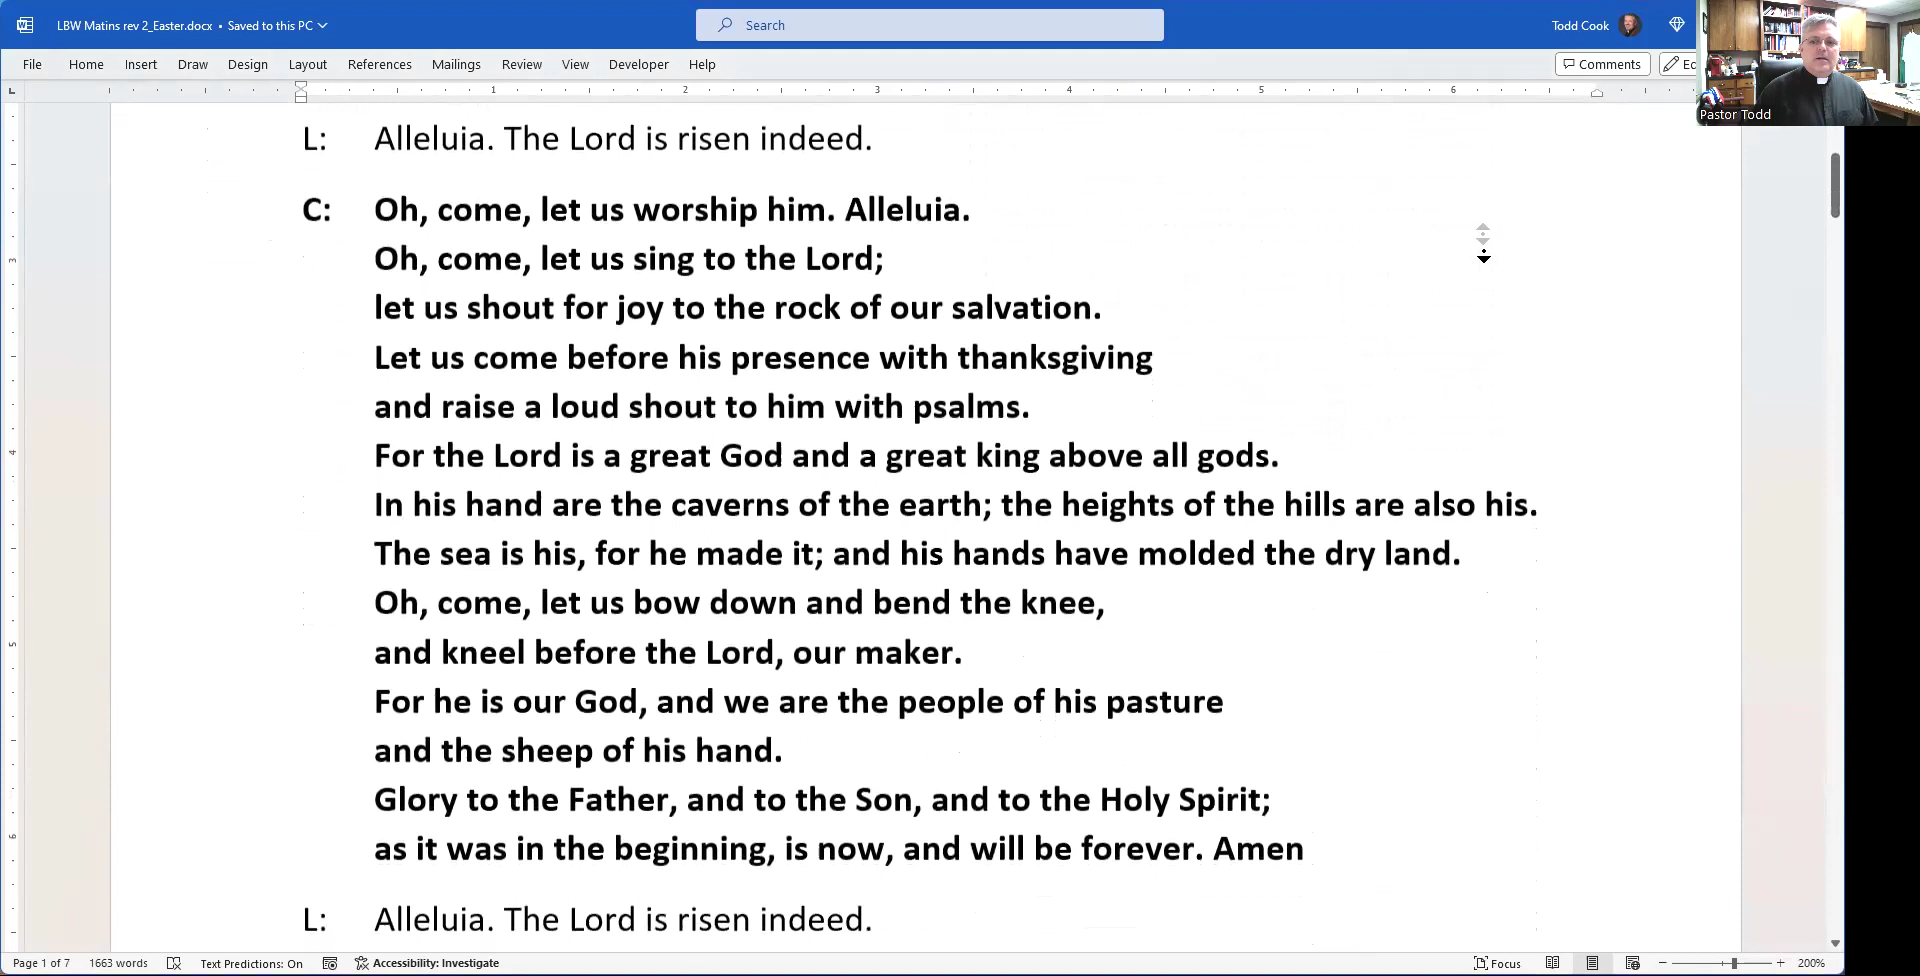 LBW Matins rev 2_Easter.docx • Saved to this PC
Search
Todd Cook
File Home Insert Draw Design Layout References Mailings Review View Developer Help
Comments
Pastor Todd
1 2 3 4 5 6
L: Alleluia. The Lord is risen indeed.
C: Oh, come, let us worship him. Alleluia.
Oh, come, let us sing to the Lord;
let us shout for joy to the rock of our salvation.
Let us come before his presence with thanksgiving
and raise a loud shout to him with psalms.
For the Lord is a great God and a great king above all gods.
In his hand are the caverns of the earth; the heights of the hills are also his.
The sea is his, for he made it; and his hands have molded the dry land.
Oh, come, let us bow down and bend the knee,
and kneel before the Lord, our maker.
For he is our God, and we are the people of his pasture
and the sheep of his hand.
Glory to the Father, and to the Son, and to the Holy Spirit;
as it was in the beginning, is now, and will be forever. Amen
L: Alleluia. The Lord is risen indeed.
3
4
5
6
Page 1 of 7 1663 words Text Predictions: On Accessibility: Investigate Focus 200%